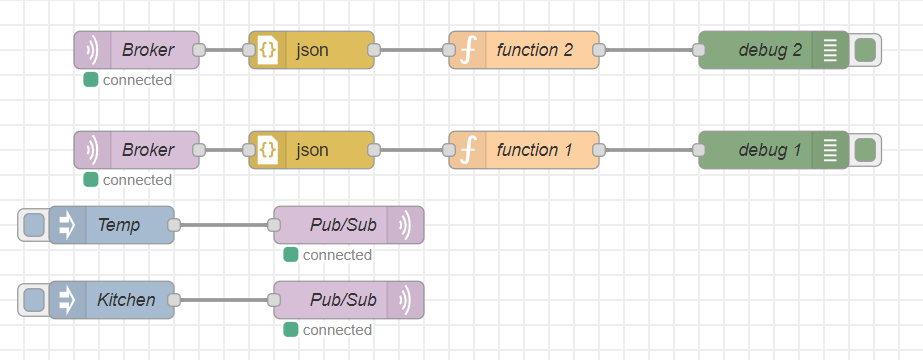 Broker json function 2 debug 2
connected
Broker json function 1 debug 1
connected
Temp Pub/Sub
connected
Kitchen Pub/Sub
connected